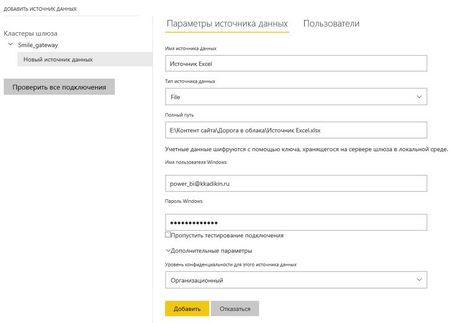 ДОБАВИТЬ ИСТОЧНИК ДАННЫХ
Кластеры шлюза
Smile_gateway
Новый источник данных
Проверить все подключения
Параметры источника данных Пользователи
Имя источника данных
Источник Excel
Тип источника данных
File
Полный путь
E:\Контент сайта\Дорога в облака\Источник Excel.xlsx
Учетные данные шифруются с помощью ключа, хранящегося на сервере шлюза в локальной среде.
Имя пользователя Windows
power_bi@kkadikin.ru
Пароль Windows
•••••••••••••
Пропустить тестирование подключения
Дополнительные параметры
Уровень конфиденциальности для этого источника данных
Организационный
Добавить Отказаться